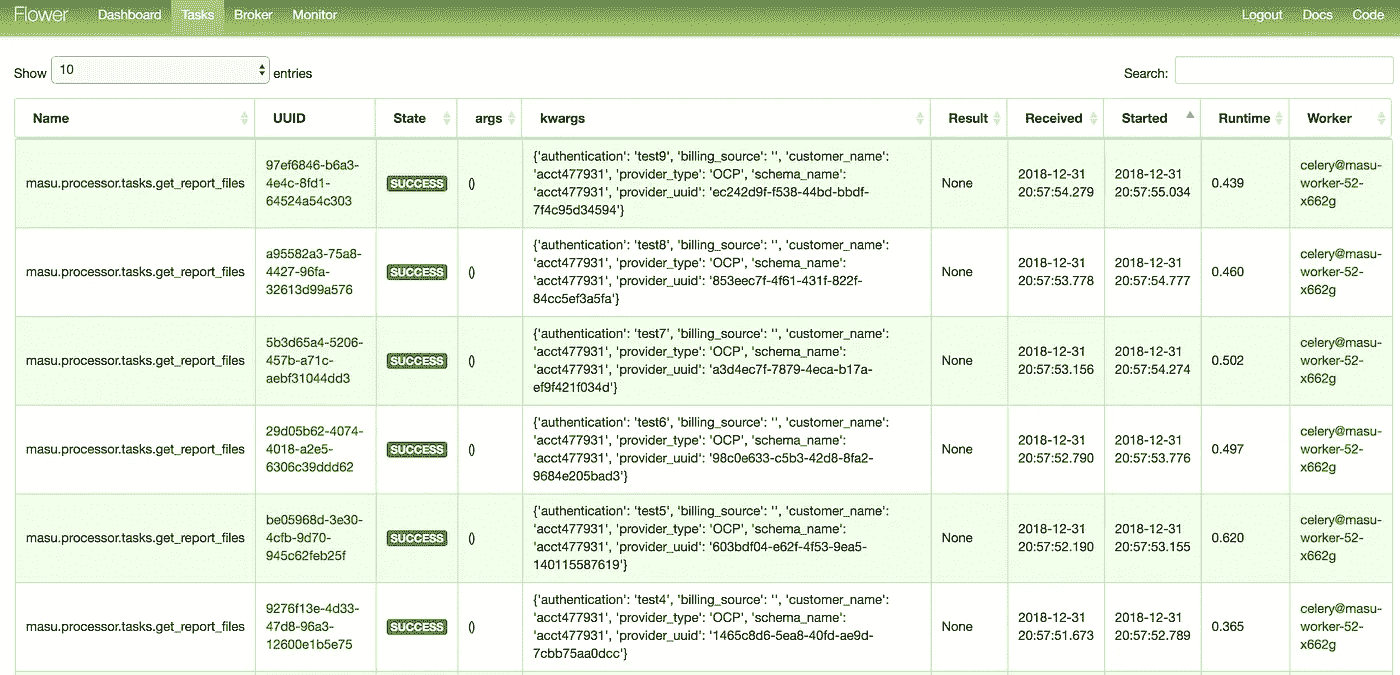 Flower Dashboard Tasks Broker Monitor Logout Docs Code
Show 10 entries Search:
Name UUID State args kwargs Result Received Started Runtime Worker
masu.processor.tasks.get_report_files
97ef6846-b6a3-
4e4c-8fd1-
64524a54c303
SUCCESS
()
{'authentication': 'test9', 'billing_source': '', 'customer_name':
'acct477931', 'provider_type': 'OCP', 'schema_name':
'acct477931', 'provider_uuid': 'ec242d9f-f538-44bd-bbdf-
7f4c95d34594'}
None
2018-12-31
20:57:54.279
2018-12-31
20:57:55.034
0.439
celery@masu-
worker-52-
x662g
masu.processor.tasks.get_report_files
a95582a3-75a8-
4427-96fa-
32613d99a576
SUCCESS
()
{'authentication': 'test8', 'billing_source': '', 'customer_name':
'acct477931', 'provider_type': 'OCP', 'schema_name':
'acct477931', 'provider_uuid': '853eec7f-4f61-431f-822f-
84cc5ef3a5fa'}
None
2018-12-31
20:57:53.778
2018-12-31
20:57:54.777
0.460
celery@masu-
worker-52-
x662g
masu.processor.tasks.get_report_files
5b3d65a4-5206-
457b-a71c-
aebf31044dd3
SUCCESS
()
{'authentication': 'test7', 'billing_source': '', 'customer_name':
'acct477931', 'provider_type': 'OCP', 'schema_name':
'acct477931', 'provider_uuid': 'a3d4ec7f-7879-4eca-b17a-
ef9f421f034d'}
None
2018-12-31
20:57:53.156
2018-12-31
20:57:54.274
0.502
celery@masu-
worker-52-
x662g
masu.processor.tasks.get_report_files
29d05b62-4074-
4018-a2e5-
6306c39ddd62
SUCCESS
()
{'authentication': 'test6', 'billing_source': '', 'customer_name':
'acct477931', 'provider_type': 'OCP', 'schema_name':
'acct477931', 'provider_uuid': '98c0e633-c5b3-42d8-8fa2-
9684e205bad3'}
None
2018-12-31
20:57:52.790
2018-12-31
20:57:53.776
0.497
celery@masu-
worker-52-
x662g
masu.processor.tasks.get_report_files
be05968d-3e30-
4cfb-9d70-
945c62feb25f
SUCCESS
()
{'authentication': 'test5', 'billing_source': '', 'customer_name':
'acct477931', 'provider_type': 'OCP', 'schema_name':
'acct477931', 'provider_uuid': '603bdf04-e62f-4f53-9ea5-
140115587619'}
None
2018-12-31
20:57:52.190
2018-12-31
20:57:53.155
0.620
celery@masu-
worker-52-
x662g
masu.processor.tasks.get_report_files
9276f13e-4d33-
47d8-96a3-
12600e1b5e75
SUCCESS
()
{'authentication': 'test4', 'billing_source': '', 'customer_name':
'acct477931', 'provider_type': 'OCP', 'schema_name':
'acct477931', 'provider_uuid': '1465c8d6-5ea8-40fd-ae9d-
7cbb75aa0dcc'}
None
2018-12-31
20:57:51.673
2018-12-31
20:57:52.789
0.365
celery@masu-
worker-52-
x662g